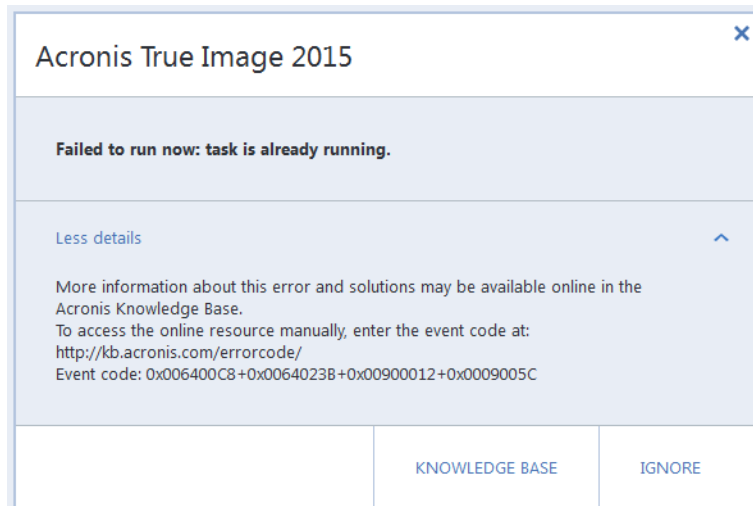 Acronis True Image 2015
Failed to run now: task is already running.
Less details
More information about this error and solutions may be available online in the
Acronis Knowledge Base.
To access the online resource manually, enter the event code at:
http://kb.acronis.com/errorcode/
Event code: 0x006400C8+0x0064023B+0x00900012+0x0009005C
KNOWLEDGE BASE
IGNORE